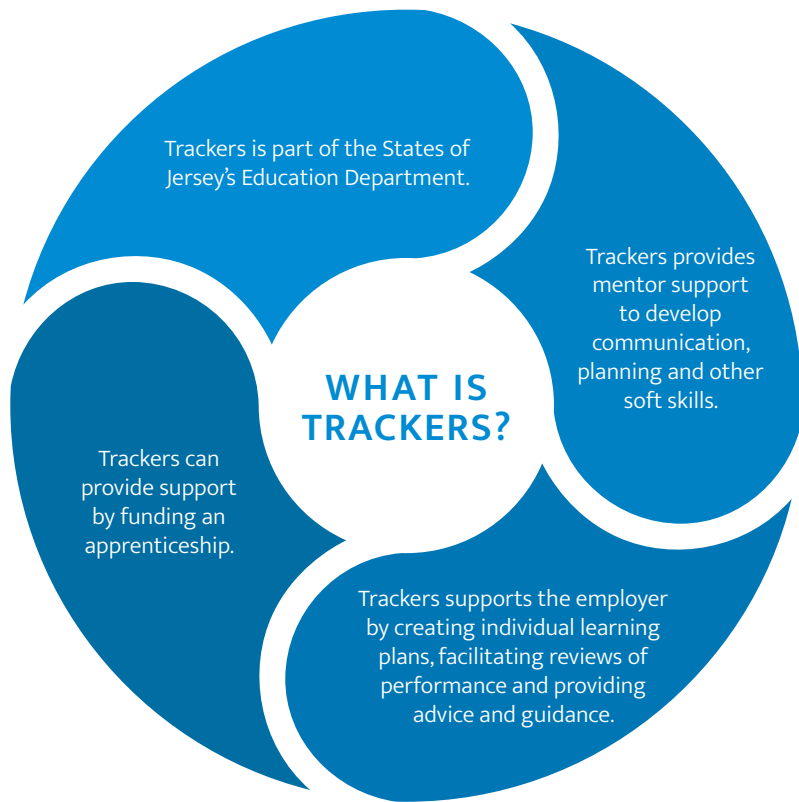 Trackers is part of the States of
Jersey's Education Department.
Trackers provides
mentor support
to develop
communication,
planning and other
soft skills.
WHAT IS
TRACKERS?
Trackers can
provide support
by funding an
apprenticeship.
Trackers supports the employer
by creating individual learning
plans, facilitating reviews of
performance and providing
advice and guidance.